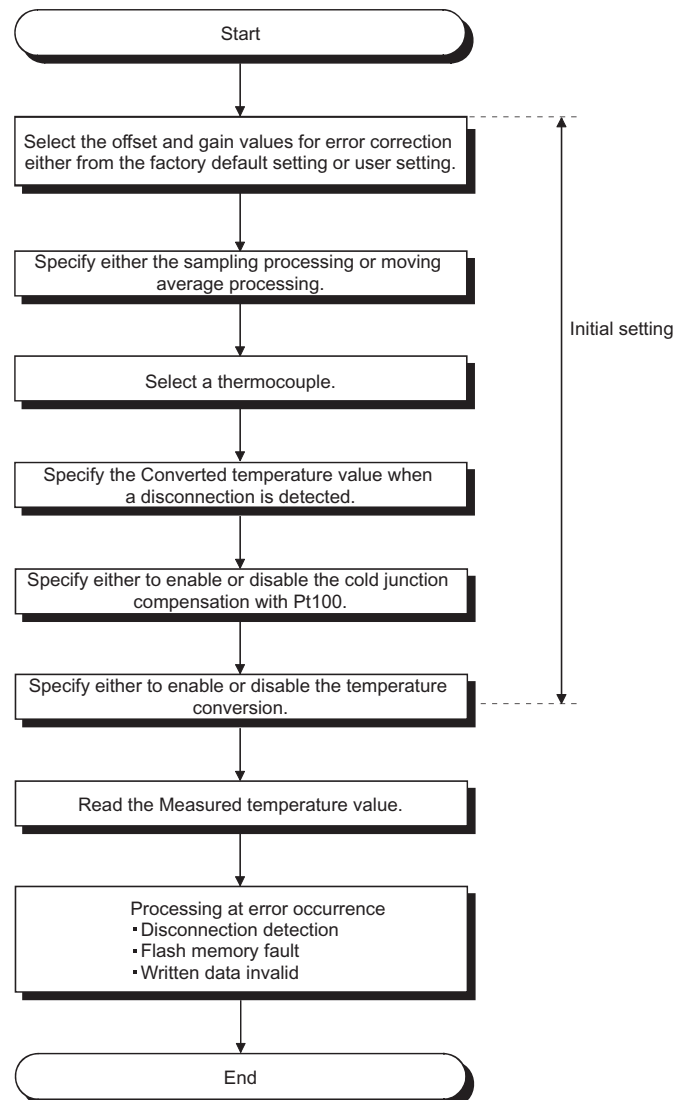 Start
Select the offset and gain values for error correction
either from the factory default setting or user setting.
Specify either the sampling processing or moving
average processing.
Initial setting
Select a thermocouple.
Specify the Converted temperature value when
a disconnection is detected.
Specify either to enable or disable the cold junction
compensation with Pt100.
Specify either to enable or disable the temperature
conversion.
Read the Measured temperature value.
Processing at error occurrence
▪Disconnection detection
▪Flash memory fault
▪Written data invalid
End